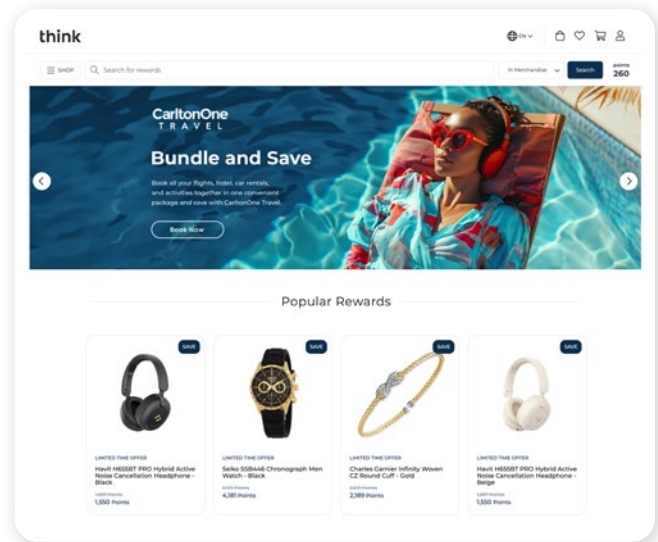 think
EN
SHOP
Search for rewards
In Merchandise
Search
points
260
CarltonOne
TRAVEL
Bundle and Save
Book all your flights, hotel, car rentals,
and activities together in one convenient
package and save with CarltonOne Travel.
Book Now
Popular Rewards
SAVE
SAVE
SAVE
SAVE
LIMITED TIME OFFER
Havit H655BT PRO Hybrid Active
Noise Cancellation Headphone -
Black
Points
1,550 Points
LIMITED TIME OFFER
Seiko SSB446 Chronograph Men
Watch - Black
Points
4,181 Points
LIMITED TIME OFFER
Charles Garnier Infinity Woven
CZ Round Cuff - Gold
Points
2,189 Points
LIMITED TIME OFFER
Havit H655BT PRO Hybrid Active
Noise Cancellation Headphone -
Beige
Points
1,550 Points